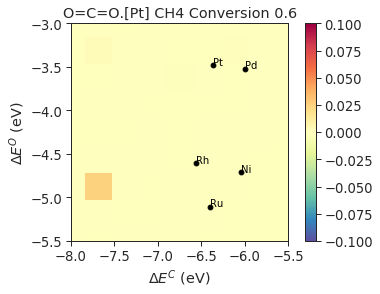 O=C=O.[Pt] CH4 Conversion 0.6
−3.0
−3.5
−4.0
−4.5
−5.0
−5.5
ΔE^O (eV)
Pt
Pd
Rh
Ni
Ru
−8.0 −7.5 −7.0 −6.5 −6.0 −5.5
ΔE^C (eV)
0.100
0.075
0.050
0.025
0.000
−0.025
−0.050
−0.075
−0.100